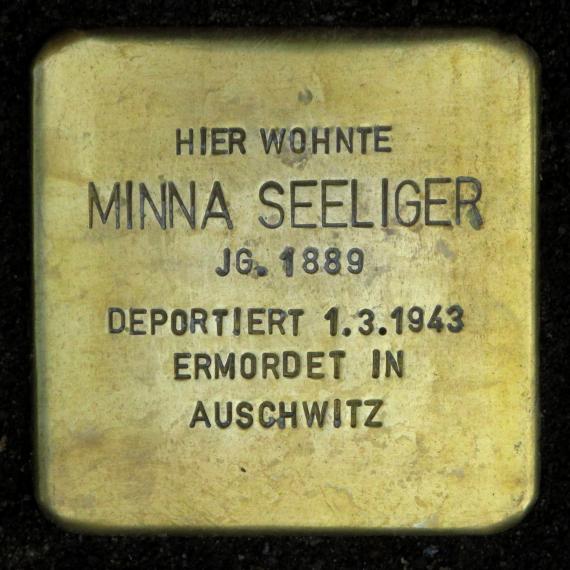 HIER WOHNTE
MINNA SEELIGER
JG. 1889
DEPORTIERT 1.3.1943
ERMORDET IN
AUSCHWITZ